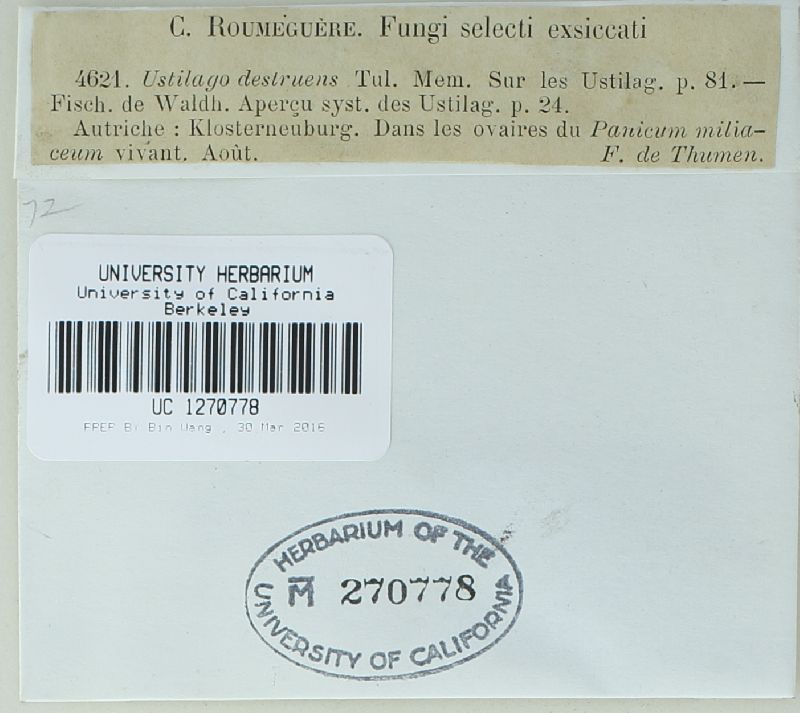 C. ROUMEGUÈRE. Fungi selecti exsiccati
4621. Ustilago destruens Tul. Mem. Sur les Ustilag. p. 81. —
Fisch. de Waldh. Aperçu syst. des Ustilag. p. 24.
Autriche : Klosterneuburg. Dans les ovaires du Panicum milia-
ceum vivant. Août. F. de Thumen.
72
UNIVERSITY HERBARIUM
University of California
Berkeley
UC 1270778
PREP By Bin Wang , 30 Mar 2016
HERBARIUM OF THE
M 270778
UNIVERSITY OF CALIFORNIA